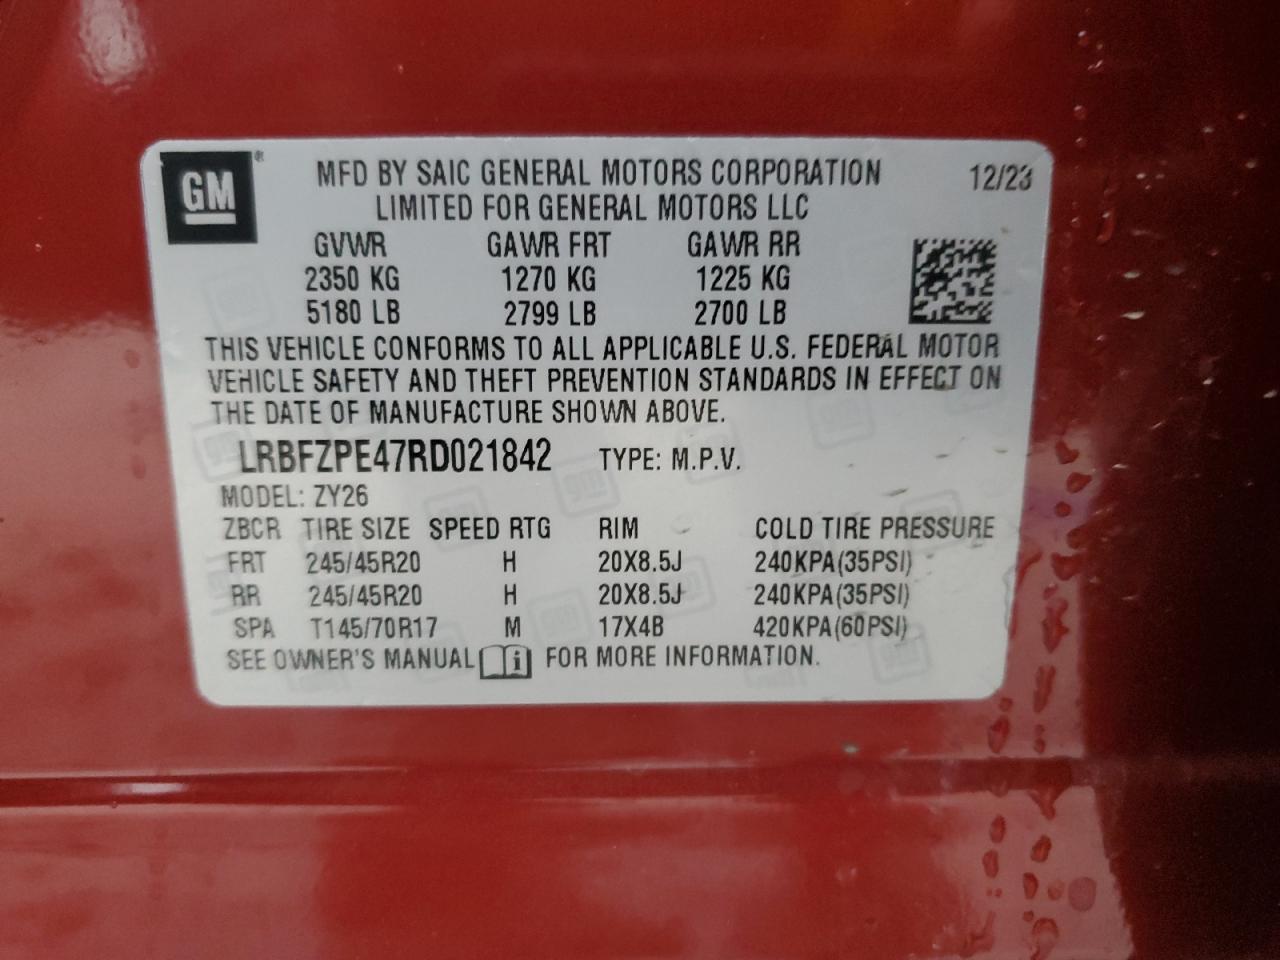 GM ® MFD BY SAIC GENERAL MOTORS CORPORATION 12/23
LIMITED FOR GENERAL MOTORS LLC
GVWR GAWR FRT GAWR RR
2350 KG 1270 KG 1225 KG
5180 LB 2799 LB 2700 LB
THIS VEHICLE CONFORMS TO ALL APPLICABLE U.S. FEDERAL MOTOR
VEHICLE SAFETY AND THEFT PREVENTION STANDARDS IN EFFECT ON
THE DATE OF MANUFACTURE SHOWN ABOVE.
LRBFZPE47RD021842 TYPE: M.P.V.
MODEL: ZY26
ZBCR TIRE SIZE SPEED RTG RIM COLD TIRE PRESSURE
FRT 245/45R20 H 20X8.5J 240KPA(35PSI)
RR 245/45R20 H 20X8.5J 240KPA(35PSI)
SPA T145/70R17 M 17X4B 420KPA(60PSI)
SEE OWNER'S MANUAL i FOR MORE INFORMATION.